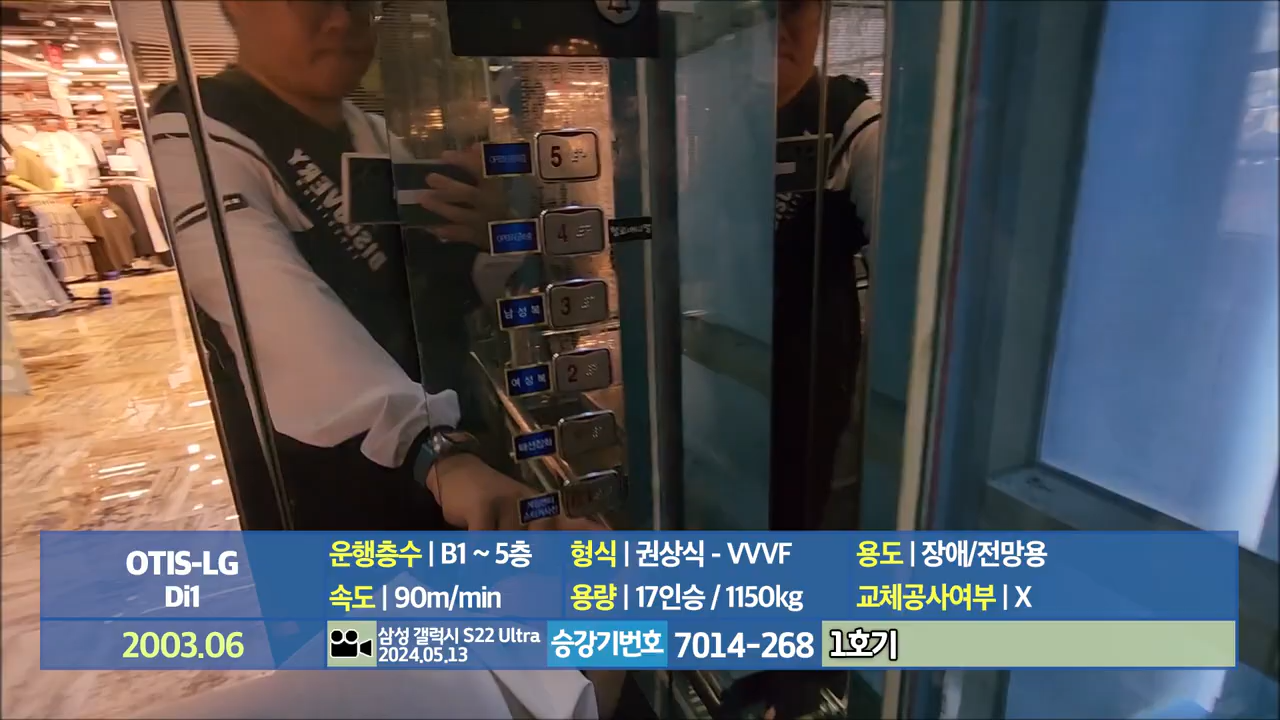 5
4
남성복
3
여성복
2
DISCOVERY
OTIS-LG
Di1
2003.06
운행층수 | B1 ~ 5층
형식 | 권상식 - VVVF
용도 | 장애/전망용
속도 | 90m/min
용량 | 17인승 / 1150kg
교체공사여부 | X
삼성 갤럭시 S22 Ultra
2024.05.13
승강기번호 7014-268
1호기